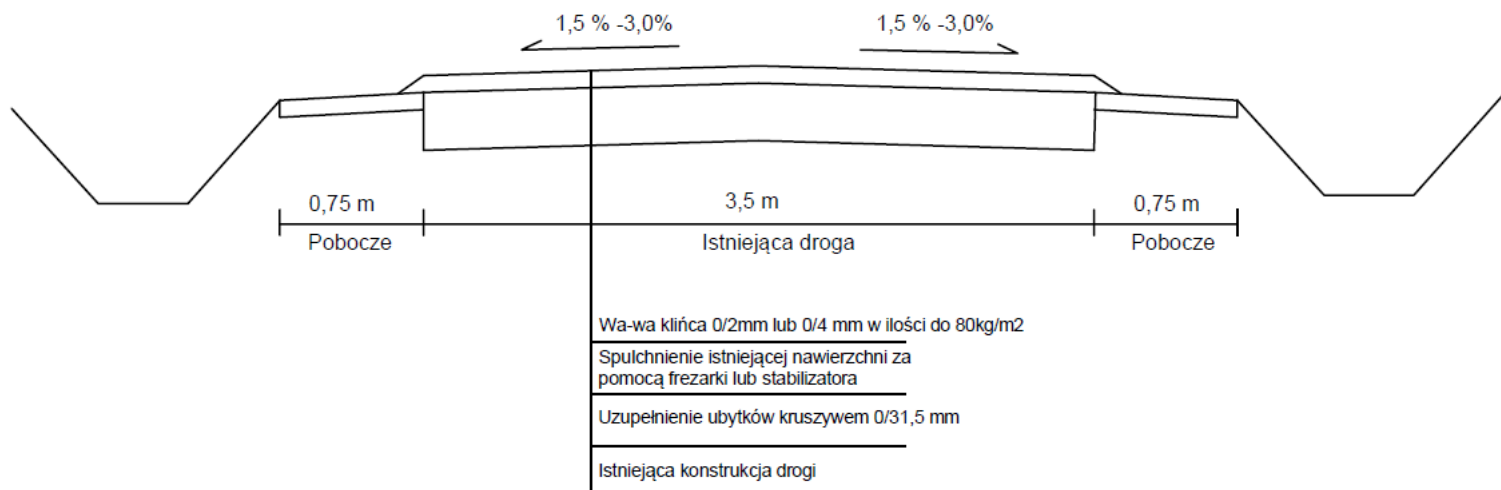 1,5 % -3,0%
1,5 % -3,0%
0,75 m
3,5 m
0,75 m
Pobocze
Istniejąca droga
Pobocze
Wa-wa klińca 0/2mm lub 0/4 mm w ilości do 80kg/m2
Spulchnienie istniejącej nawierzchni za
pomocą frezarki lub stabilizatora
Uzupełnienie ubytków kruszywem 0/31,5 mm
Istniejąca konstrukcja drogi